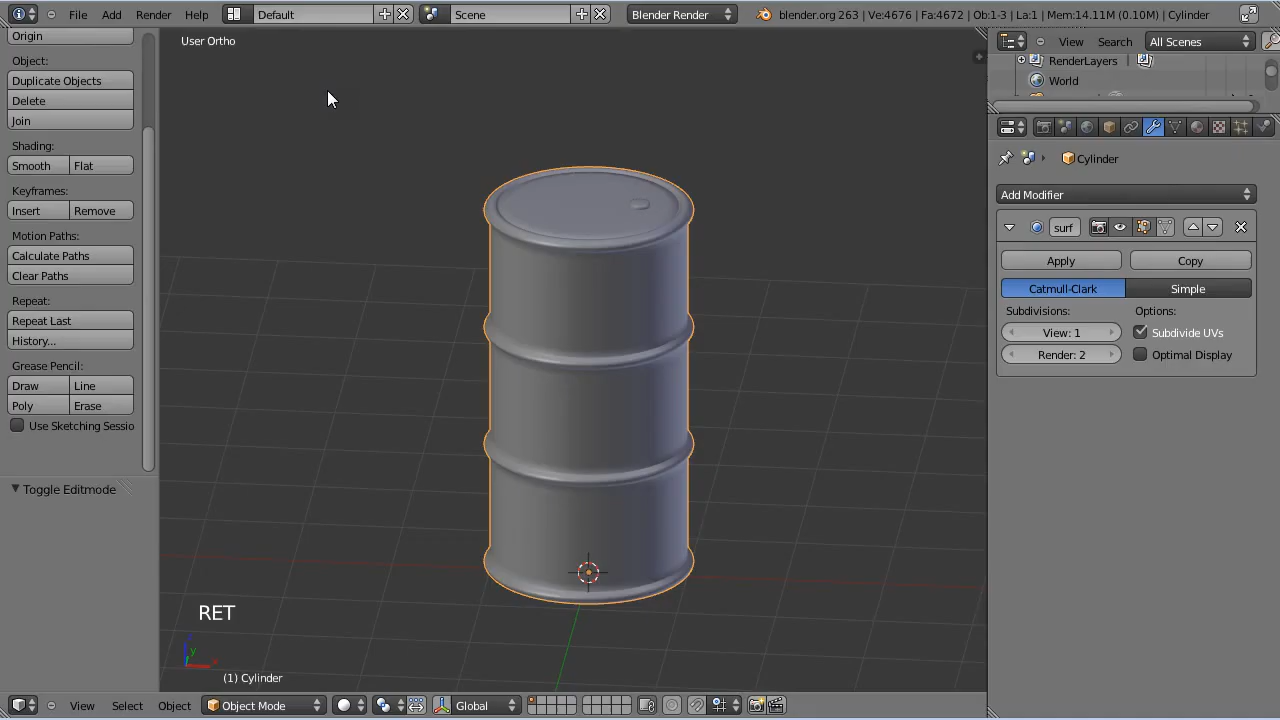 File Add Render Help Default Scene Blender Render blender.org 263 | Ve:4676 | Fa:4672 | Ob:1-3 | La:1 | Mem:14.11M (0.10M) | Cylinder
Origin
Object:
Duplicate Objects
Delete
Join
Shading:
Smooth Flat
Keyframes:
Insert Remove
Motion Paths:
Calculate Paths
Clear Paths
Repeat:
Repeat Last
History...
Grease Pencil:
Draw Line
Poly Erase
Use Sketching Sessio
Toggle Editmode
User Ortho
RET
(1) Cylinder
View Select Object Object Mode Global
View Search All Scenes
RenderLayers
World
Cylinder
Add Modifier
surf
Apply Copy
Catmull-Clark Simple
Subdivisions: Options:
View: 1 Subdivide UVs
Render: 2 Optimal Display